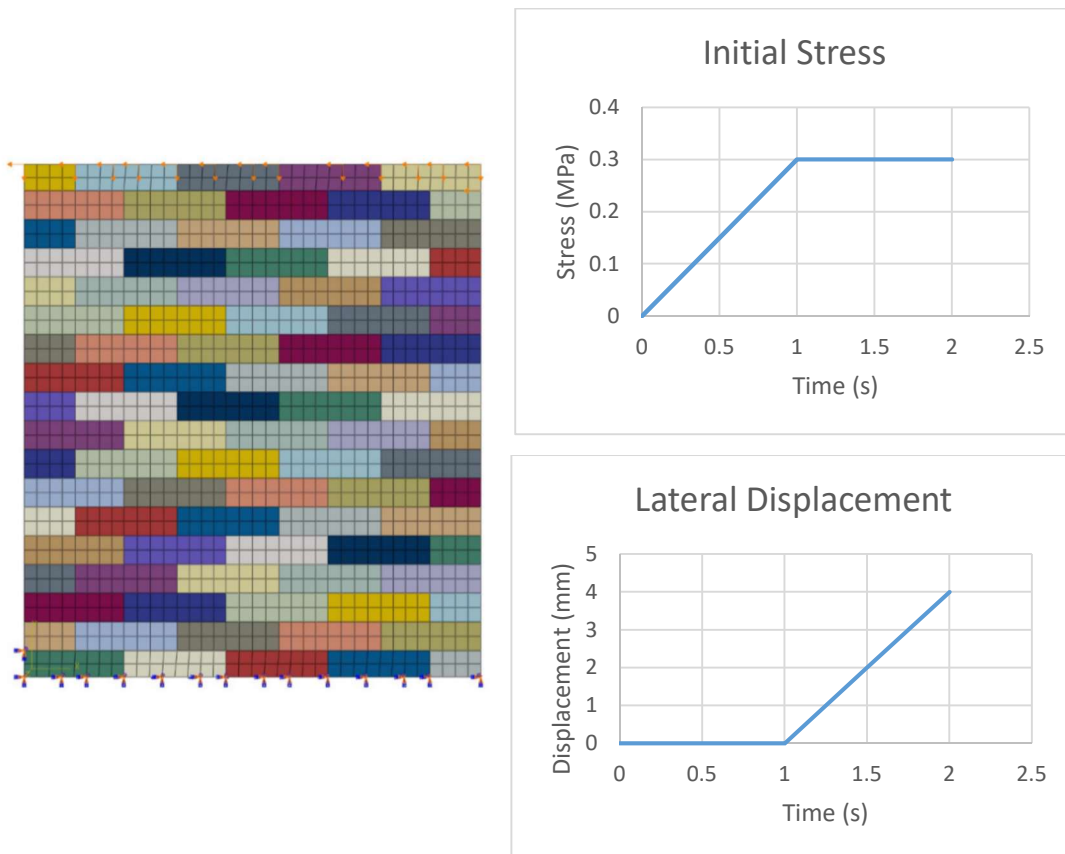 Initial Stress
Stress (MPa)
0.4
0.3
0.2
0.1
0
0 0.5 1 1.5 2 2.5
Time (s)
Lateral Displacement
Displacement (mm)
5
4
3
2
1
0
0 0.5 1 1.5 2 2.5
Time (s)